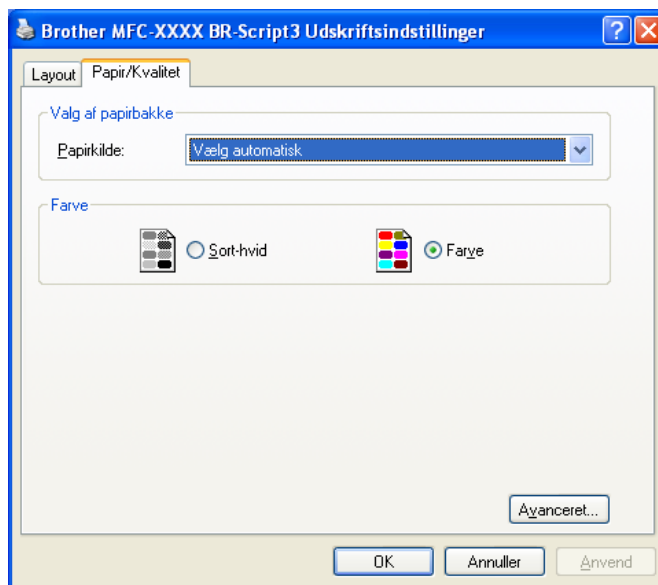 Brother MFC-XXXX BR-Script3 Udskriftsindstillinger
Layout
Papir/Kvalitet
Valg af papirbakke
Papirkilde:
Vælg automatisk
Farve
Sort-hvid
Farve
Avanceret...
OK
Annuller
Anvend